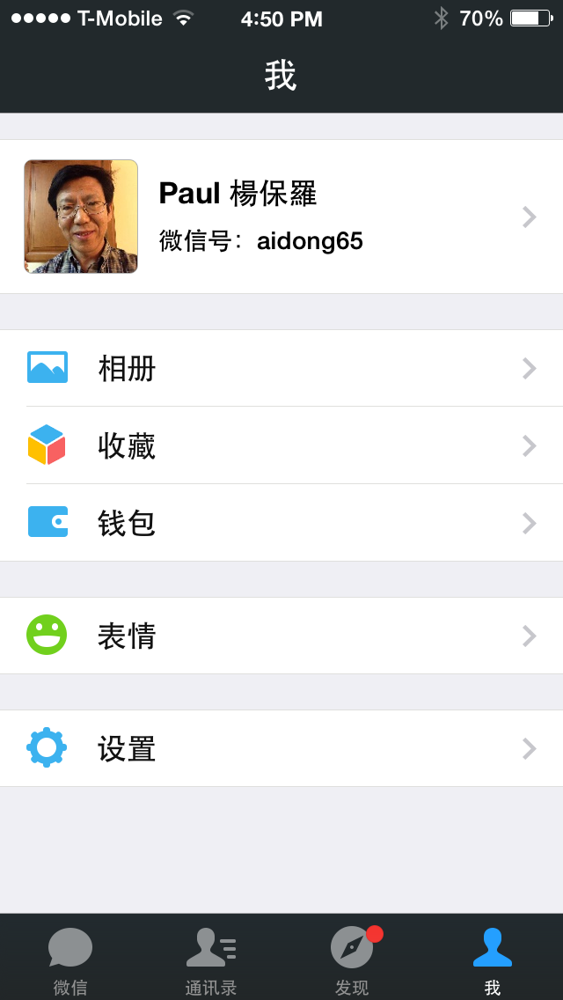 T-Mobile 4:50 PM 70%
我
Paul 楊保羅
微信号：aidong65
相册
收藏
钱包
表情
设置
微信 通讯录 发现 我